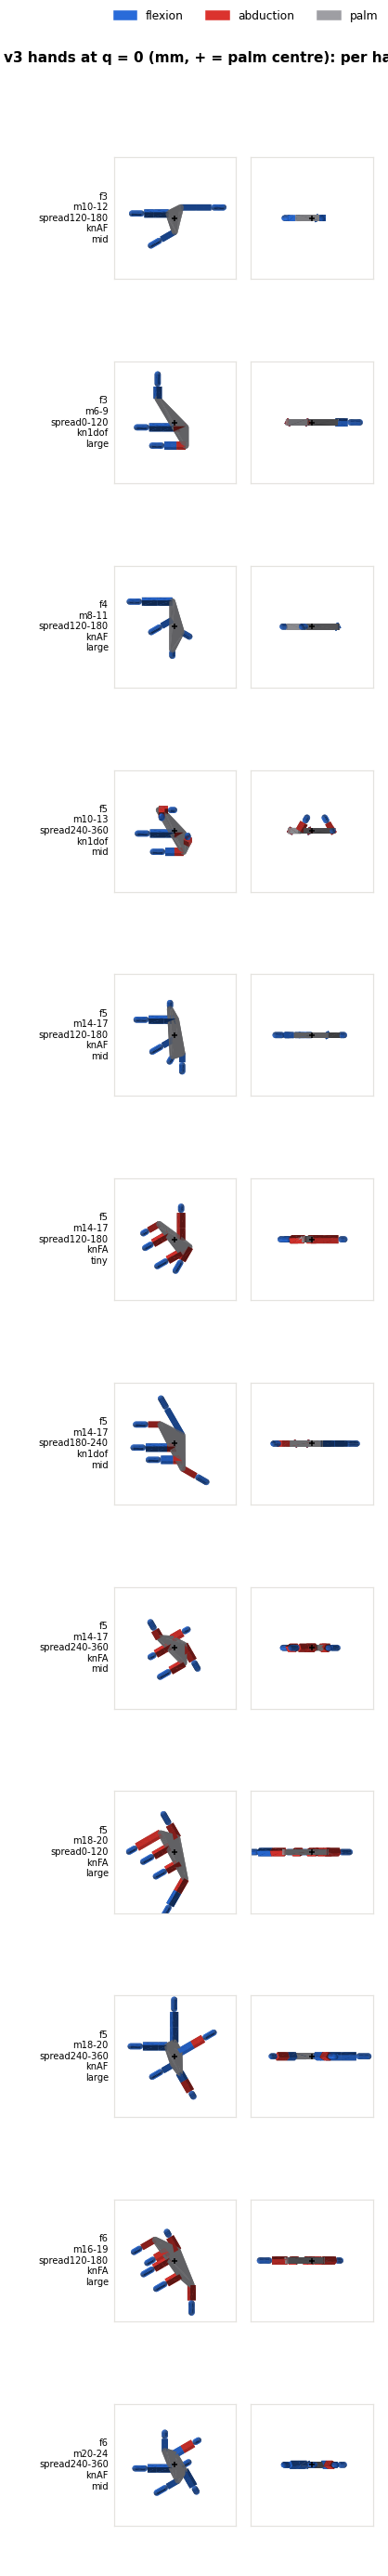 flexion abduction palm
v3 hands at q = 0 (mm, + = palm centre): per ha
f3
m10-12
spread120-180
knAF
mid
f3
m6-9
spread0-120
kn1dof
large
f4
m8-11
spread120-180
knAF
large
f5
m10-13
spread240-360
kn1dof
mid
f5
m14-17
spread120-180
knAF
mid
f5
m14-17
spread120-180
knFA
tiny
f5
m14-17
spread180-240
kn1dof
mid
f5
m14-17
spread240-360
knFA
mid
f5
m18-20
spread0-120
knFA
large
f5
m18-20
spread240-360
knAF
large
f6
m16-19
spread120-180
knFA
large
f6
m20-24
spread240-360
knAF
mid